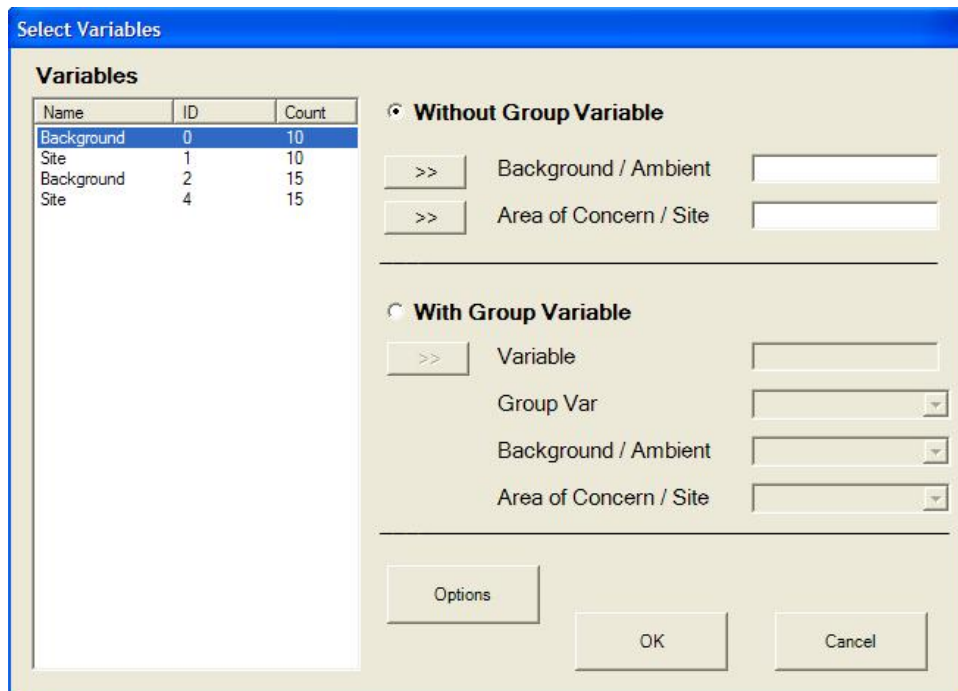 Select Variables
Variables
Name ID Count
Background 0 10
Site 1 10
Background 2 15
Site 4 15
Without Group Variable
>> Background / Ambient
>> Area of Concern / Site
With Group Variable
>> Variable
Group Var
Background / Ambient
Area of Concern / Site
Options
OK
Cancel